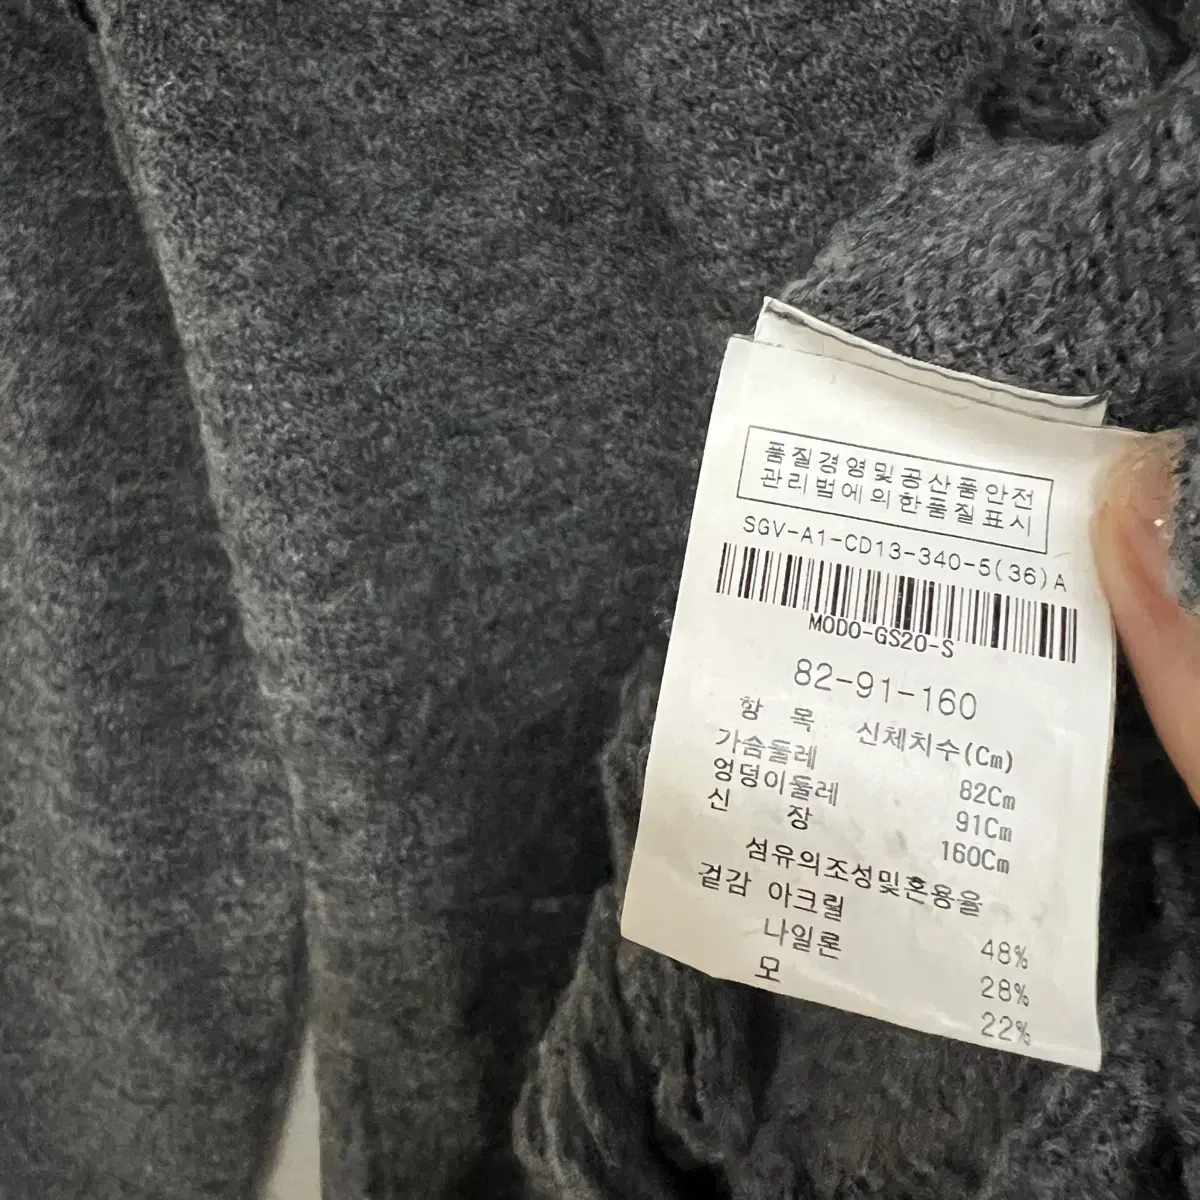 품질경영및공산품안전
관리법에의한품질표시
SGV-A1-CD13-340-5(36)A
MODO-GS20-S
82-91-160
항 목 신체치수(Cm)
가슴둘레 82Cm
엉덩이둘레 91Cm
신 장 160Cm
섬유의조성및혼용율
겉감 아크릴 48%
나일론 28%
모 22%